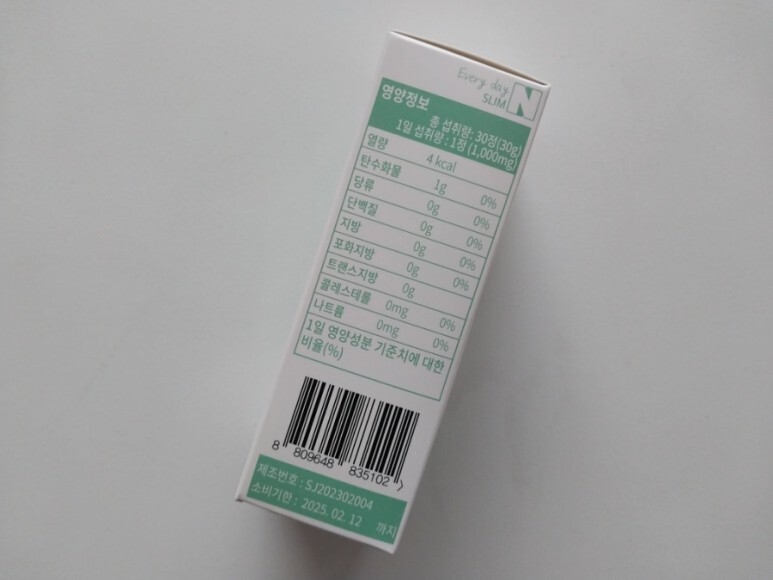 Every day
SLIM N
영양정보
총 섭취량: 30정(30g)
1일 섭취량 : 1정 (1,000mg)
열량 4 kcal
탄수화물 1g 0%
당류 0g 0%
단백질 0g 0%
지방 0g 0%
포화지방 0g 0%
트랜스지방 0g
콜레스테롤 0mg 0%
나트륨 0mg 0%
1일 영양성분 기준치에 대한
비율(%)
8 809648 835102 >
제조번호 : SJ202302004
소비기한 : 2025. 02. 12 까지